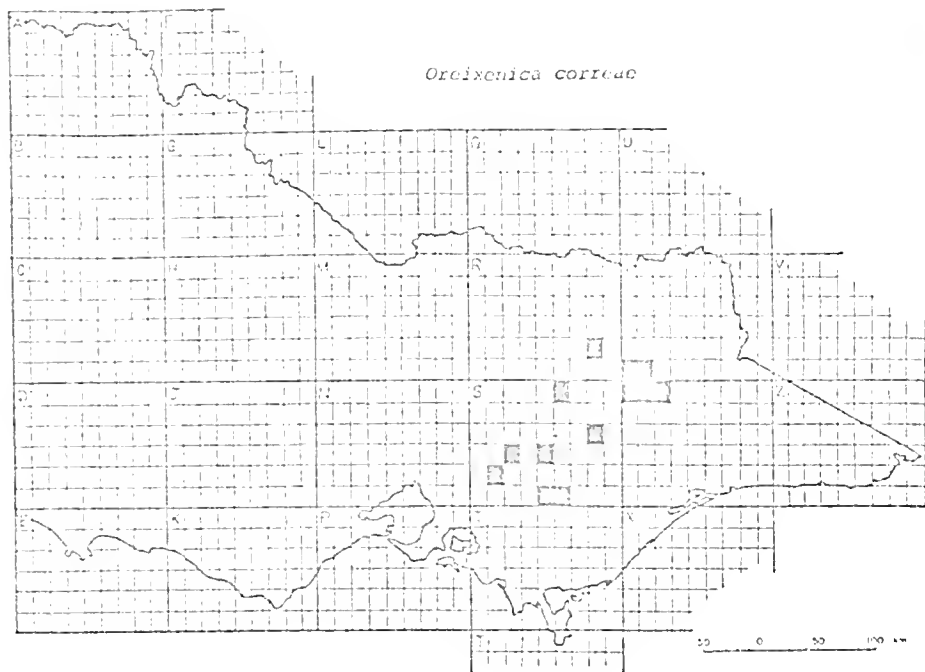 A
Oreixenica correae
B G L Q U
C H M R V
D J N S Z
E K P T X
T
50 0 50 100 km